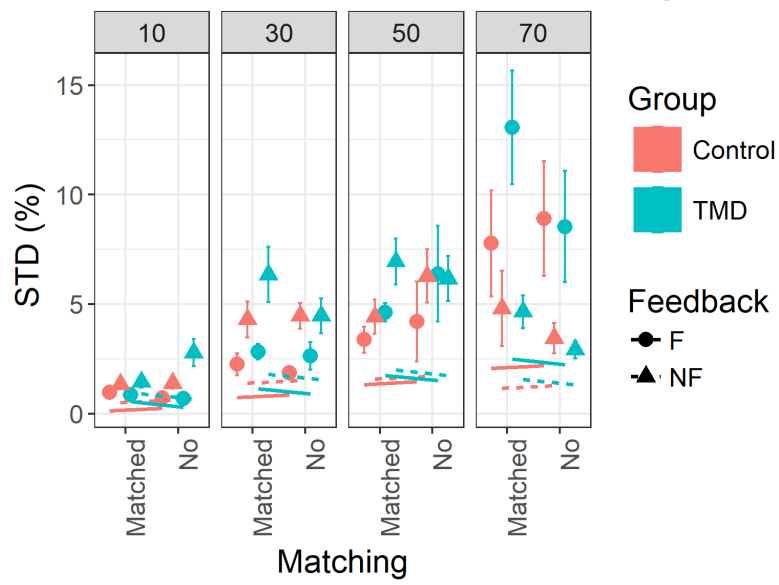 10 30 50 70
15
10
5
0
STD (%)
Matched No Matched No Matched No Matched No
Matching
Group
Control
TMD
Feedback
F
NF